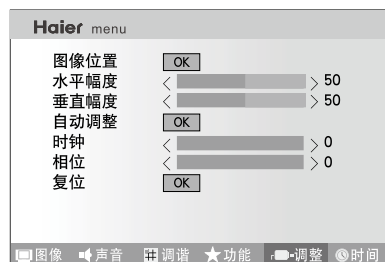 Haier menu
图像位置 OK
水平幅度 50
垂直幅度 50
自动调整 OK
时钟 0
相位 0
复位 OK
图像 声音 调谐 功能 调整 时间